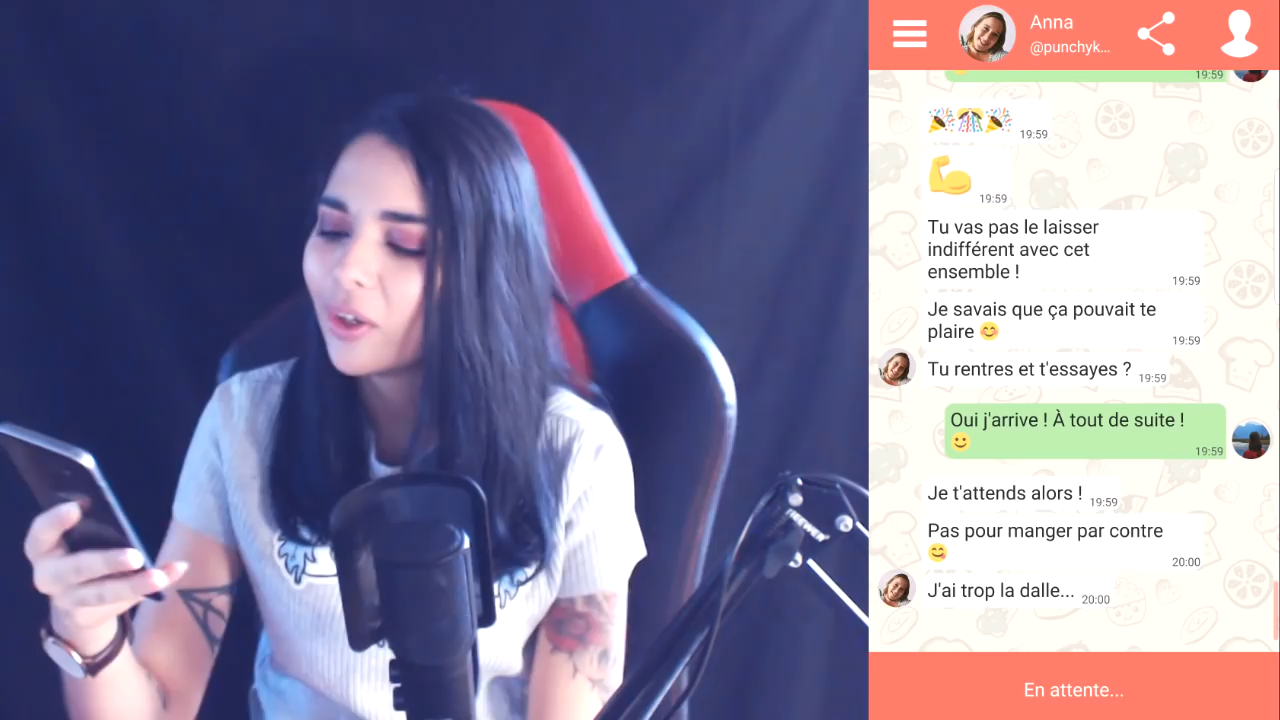 Anna
@punchyk...
19:59
🎉🎊🎉 19:59
💪 19:59
Tu vas pas le laisser
indifférent avec cet
ensemble !
19:59
Je savais que ça pouvait te
plaire 😊
19:59
Tu rentres et t'essayes ? 19:59
Oui j'arrive ! À tout de suite !
🙂
19:59
Je t'attends alors ! 19:59
Pas pour manger par contre
😋
20:00
J'ai trop la dalle... 20:00
En attente...